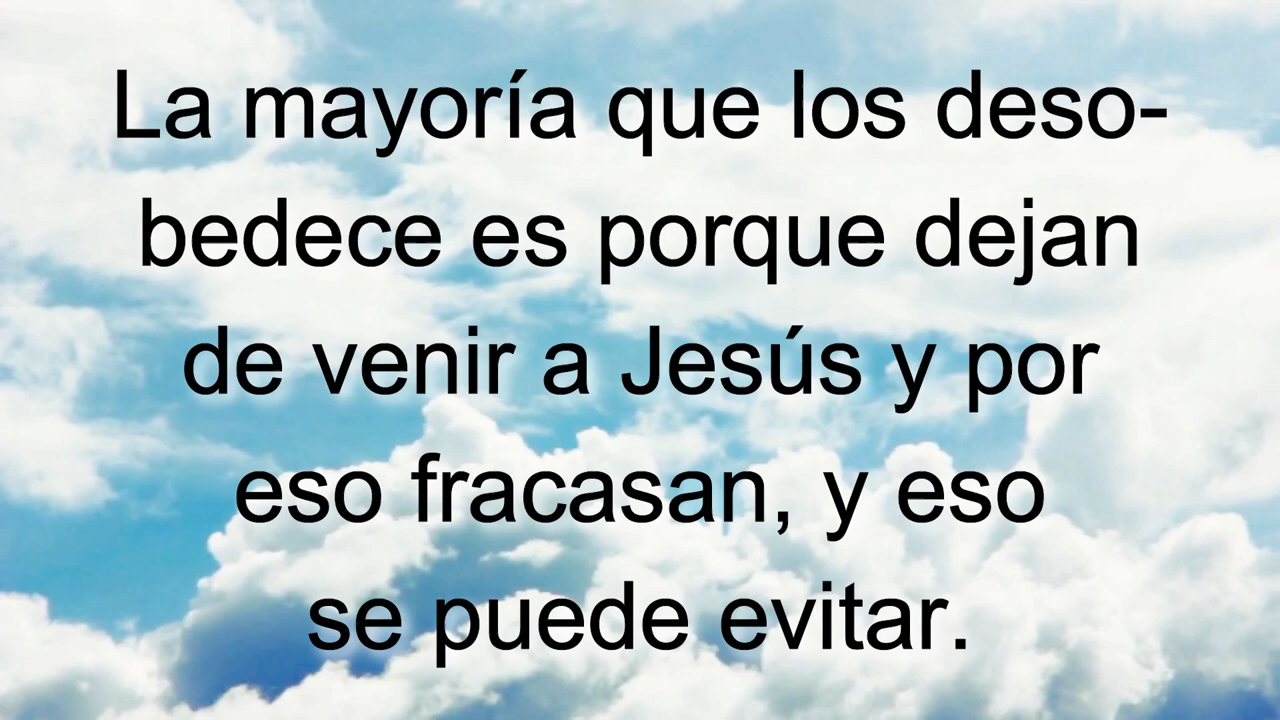 La mayoría que los deso-
bedece es porque dejan
de venir a Jesús y por
eso fracasan, y eso
se puede evitar.